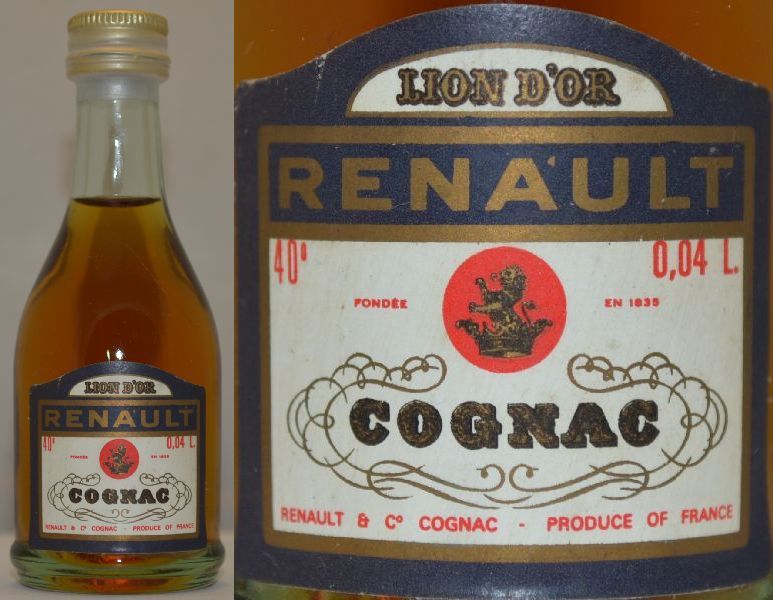 LION D'OR
RENAULT
40° 0,04 L.
FONDÉE EN 1835
COGNAC
RENAULT & Cº COGNAC - PRODUCE OF FRANCE
LION D'OR
RENAULT
40° 0,04 L.
FONDÉE EN 1835
COGNAC
RENAULT & Cº COGNAC - PRODUCE OF FRANCE